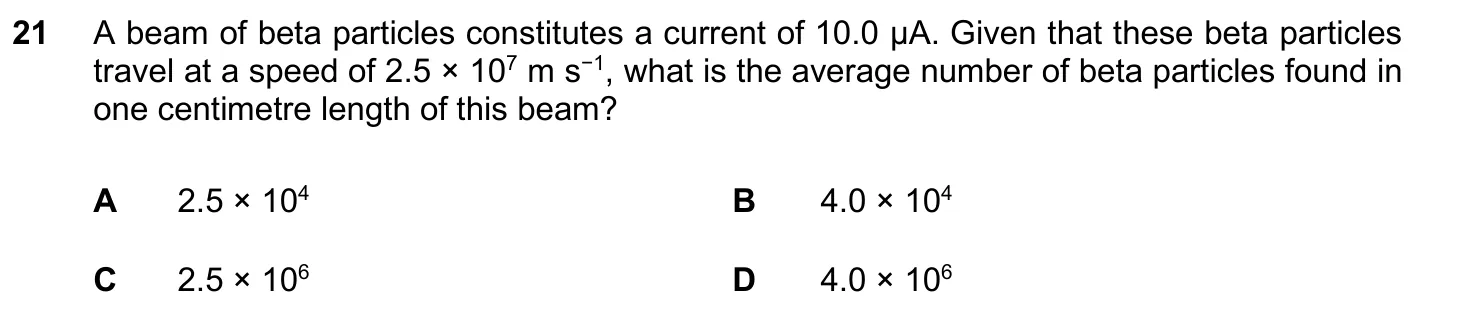 21 A beam of beta particles constitutes a current of 10.0 μA. Given that these beta particles
travel at a speed of 2.5 × 10⁷ m s⁻¹, what is the average number of beta particles found in
one centimetre length of this beam?
A 2.5 × 10⁴ B 4.0 × 10⁴
C 2.5 × 10⁶ D 4.0 × 10⁶